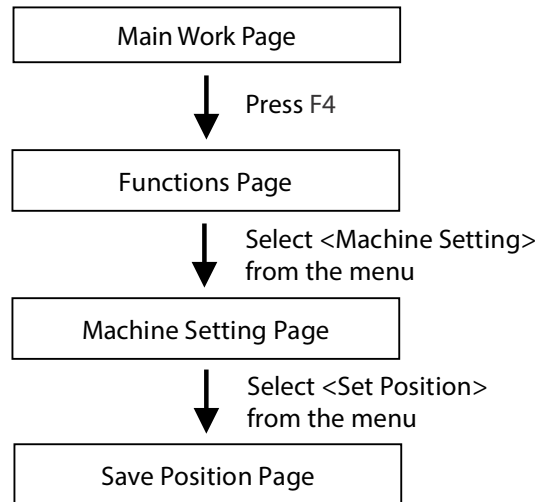 Main Work Page
Press F4
Functions Page
Select <Machine Setting>
from the menu
Machine Setting Page
Select <Set Position>
from the menu
Save Position Page